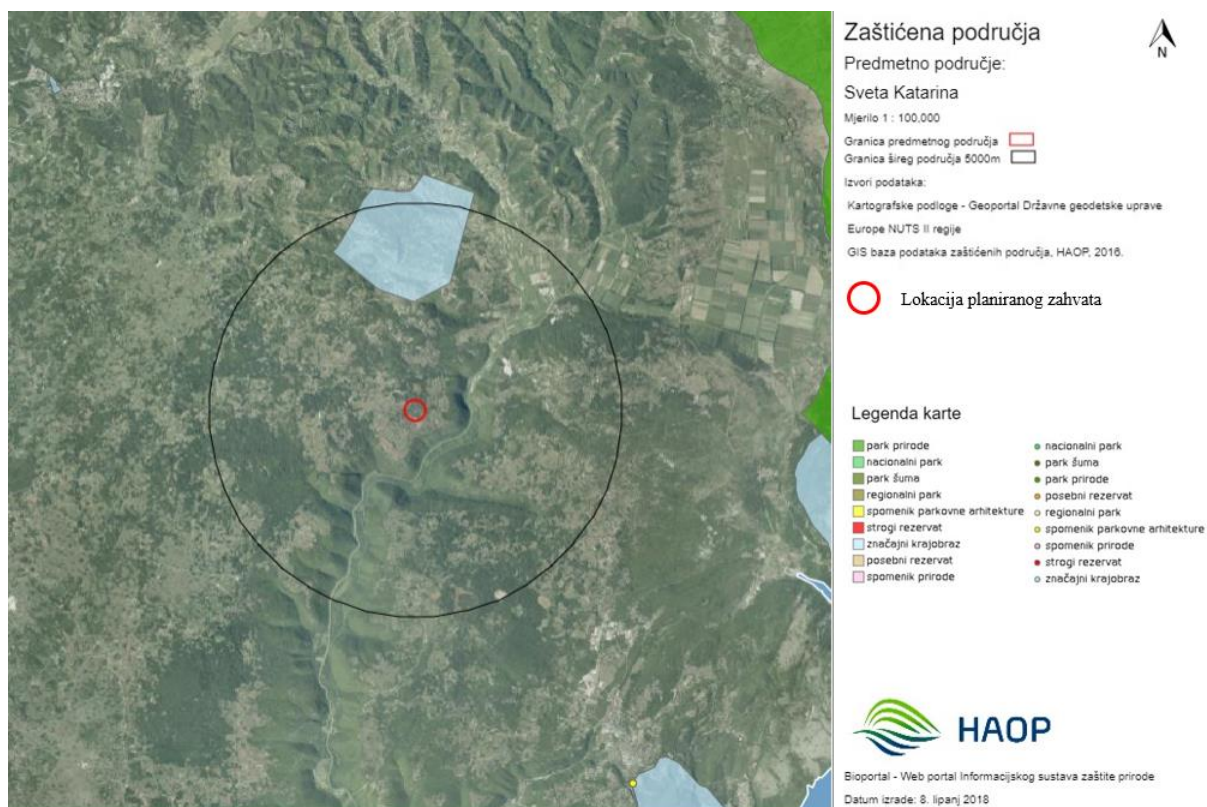 Zaštićena područja
N
Predmetno područje:
Sveta Katarina
Mjerilo 1 : 100,000
Granica predmetnog područja
Granica šireg područja 5000m
Izvori podataka:
Kartografske podloge - Geoportal Državne geodetske uprave
Europe NUTS II regije
GIS baza podataka zaštićenih područja, HAOP, 2016.
Lokacija planiranog zahvata
Legenda karte
park prirode
nacionalni park
park šuma
regionalni park
spomenik parkovne arhitekture
strogi rezervat
značajni krajobraz
posebni rezervat
spomenik prirode
nacionalni park
park šuma
park prirode
posebni rezervat
regionalni park
spomenik parkovne arhitekture
spomenik prirode
strogi rezervat
značajni krajobraz
HAOP
Bioportal - Web portal Informacijskog sustava zaštite prirode
Datum izrade: 8. lipanj 2018